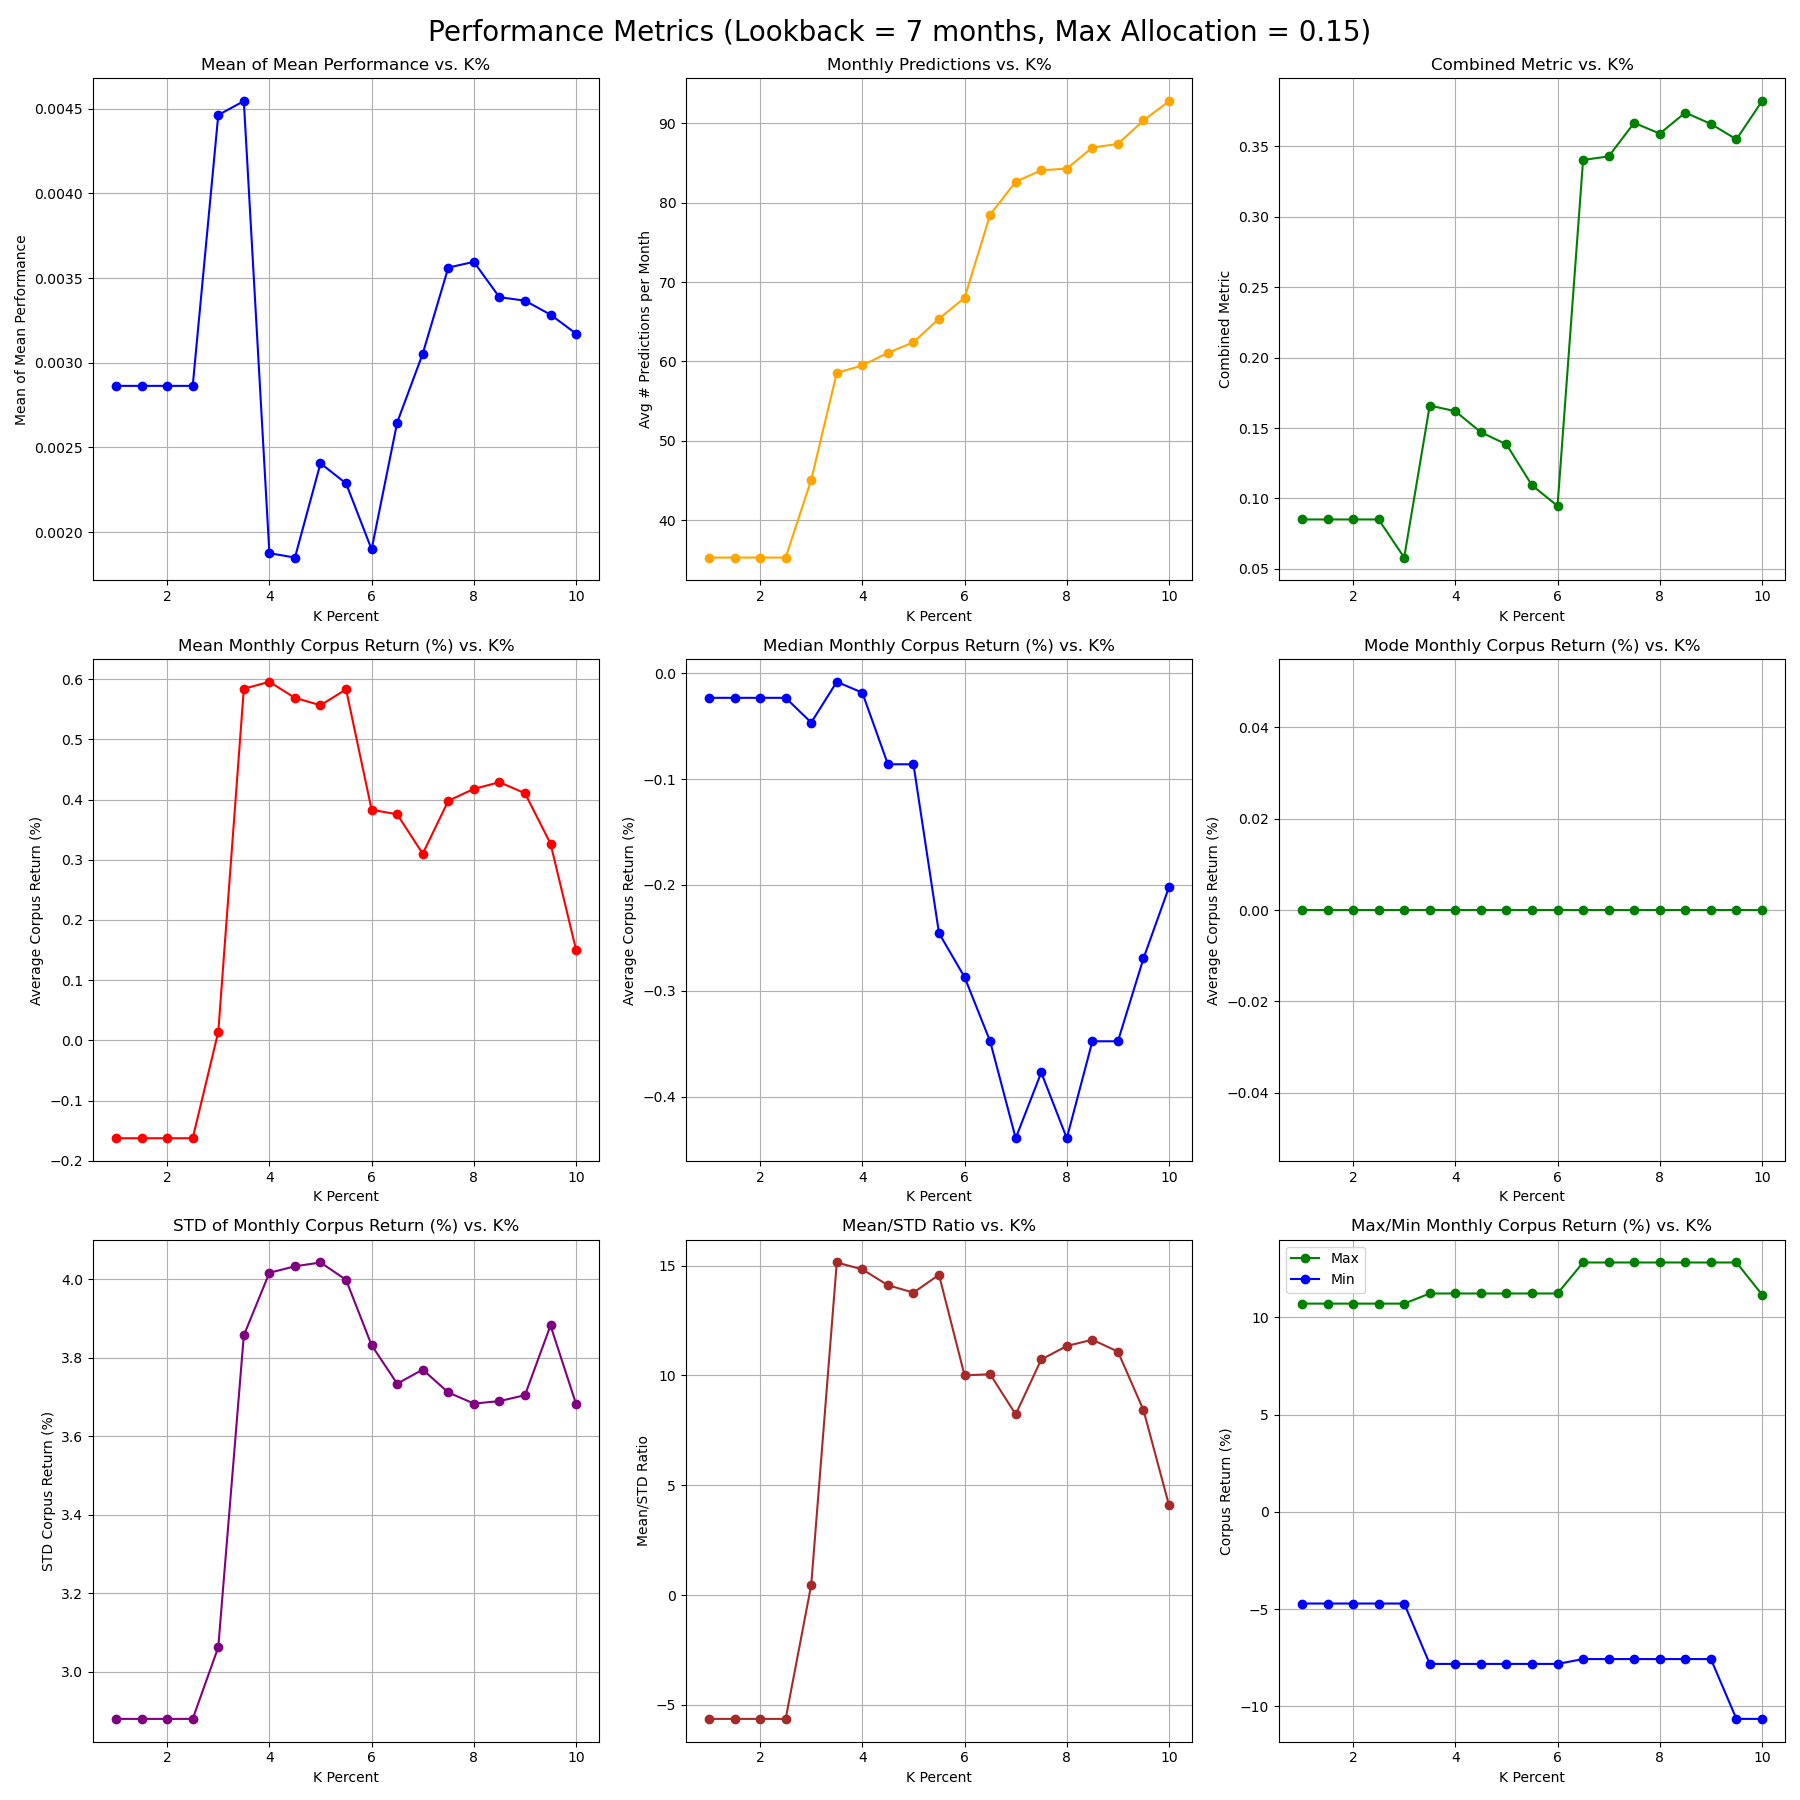 Performance Metrics (Lookback = 7 months, Max Allocation = 0.15)
Mean of Mean Performance vs. K%
Mean of Mean Performance
0.0045
0.0040
0.0035
0.0030
0.0025
0.0020
2 4 6 8 10
K Percent
Monthly Predictions vs. K%
Avg # Predictions per Month
90
80
70
60
50
40
2 4 6 8 10
K Percent
Combined Metric vs. K%
Combined Metric
0.35
0.30
0.25
0.20
0.15
0.10
0.05
2 4 6 8 10
K Percent
Mean Monthly Corpus Return (%) vs. K%
Average Corpus Return (%)
0.6
0.5
0.4
0.3
0.2
0.1
0.0
−0.1
−0.2
2 4 6 8 10
K Percent
Median Monthly Corpus Return (%) vs. K%
Average Corpus Return (%)
0.0
−0.1
−0.2
−0.3
−0.4
2 4 6 8 10
K Percent
Mode Monthly Corpus Return (%) vs. K%
Average Corpus Return (%)
0.04
0.02
0.00
−0.02
−0.04
2 4 6 8 10
K Percent
STD of Monthly Corpus Return (%) vs. K%
STD Corpus Return (%)
4.0
3.8
3.6
3.4
3.2
3.0
2 4 6 8 10
K Percent
Mean/STD Ratio vs. K%
Mean/STD Ratio
15
10
5
0
−5
2 4 6 8 10
K Percent
Max/Min Monthly Corpus Return (%) vs. K%
Max
Min
Corpus Return (%)
10
5
0
−5
−10
2 4 6 8 10
K Percent